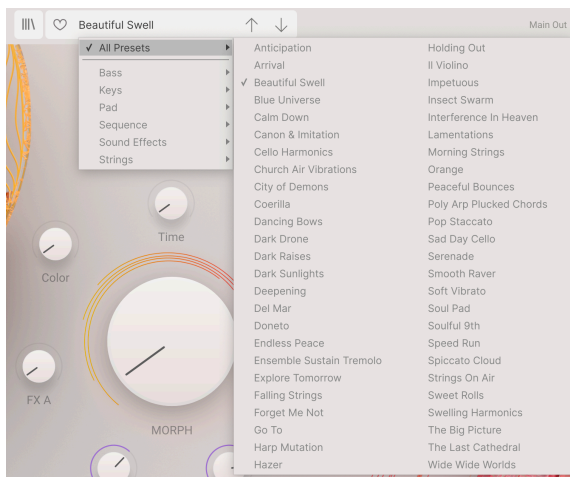 Beautiful Swell
Main Out
✓ All Presets
Bass
Keys
Pad
Sequence
Sound Effects
Strings
Anticipation
Arrival
✓ Beautiful Swell
Blue Universe
Calm Down
Canon & Imitation
Cello Harmonics
Church Air Vibrations
City of Demons
Coerilla
Dancing Bows
Dark Drone
Dark Raises
Dark Sunlights
Deepening
Del Mar
Doneto
Endless Peace
Ensemble Sustain Tremolo
Explore Tomorrow
Falling Strings
Forget Me Not
Go To
Harp Mutation
Hazer
Holding Out
Il Violino
Impetuous
Insect Swarm
Interference In Heaven
Lamentations
Morning Strings
Orange
Peaceful Bounces
Poly Arp Plucked Chords
Pop Staccato
Sad Day Cello
Serenade
Smooth Raver
Soft Vibrato
Soul Pad
Soulful 9th
Speed Run
Spiccato Cloud
Strings On Air
Sweet Rolls
Swelling Harmonics
The Big Picture
The Last Cathedral
Wide Wide Worlds
Time
Color
FX A
MORPH